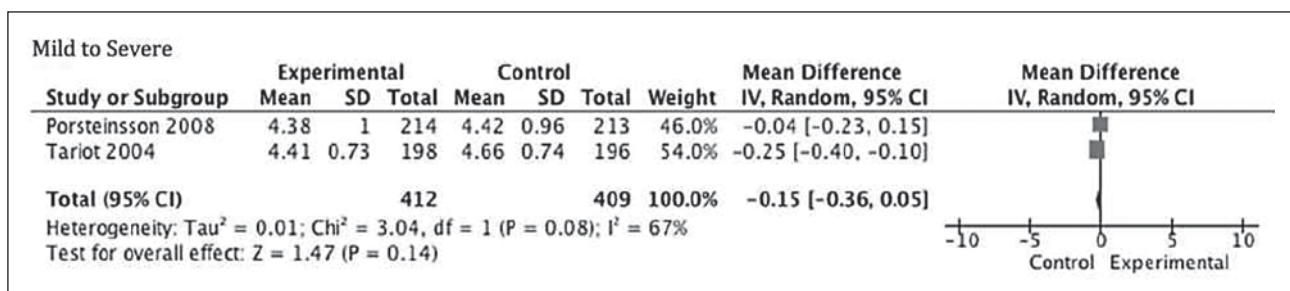 Mild to Severe
Experimental Control Mean Difference Mean Difference
Study or Subgroup Mean SD Total Mean SD Total Weight IV, Random, 95% CI IV, Random, 95% CI
Porsteinsson 2008 4.38 1 214 4.42 0.96 213 46.0% -0.04 [-0.23, 0.15]
Tariot 2004 4.41 0.73 198 4.66 0.74 196 54.0% -0.25 [-0.40, -0.10]
Total (95% CI) 412 409 100.0% -0.15 [-0.36, 0.05]
Heterogeneity: Tau² = 0.01; Chi² = 3.04, df = 1 (P = 0.08); I² = 67%
Test for overall effect: Z = 1.47 (P = 0.14)
-10 -5 0 5 10
Control Experimental